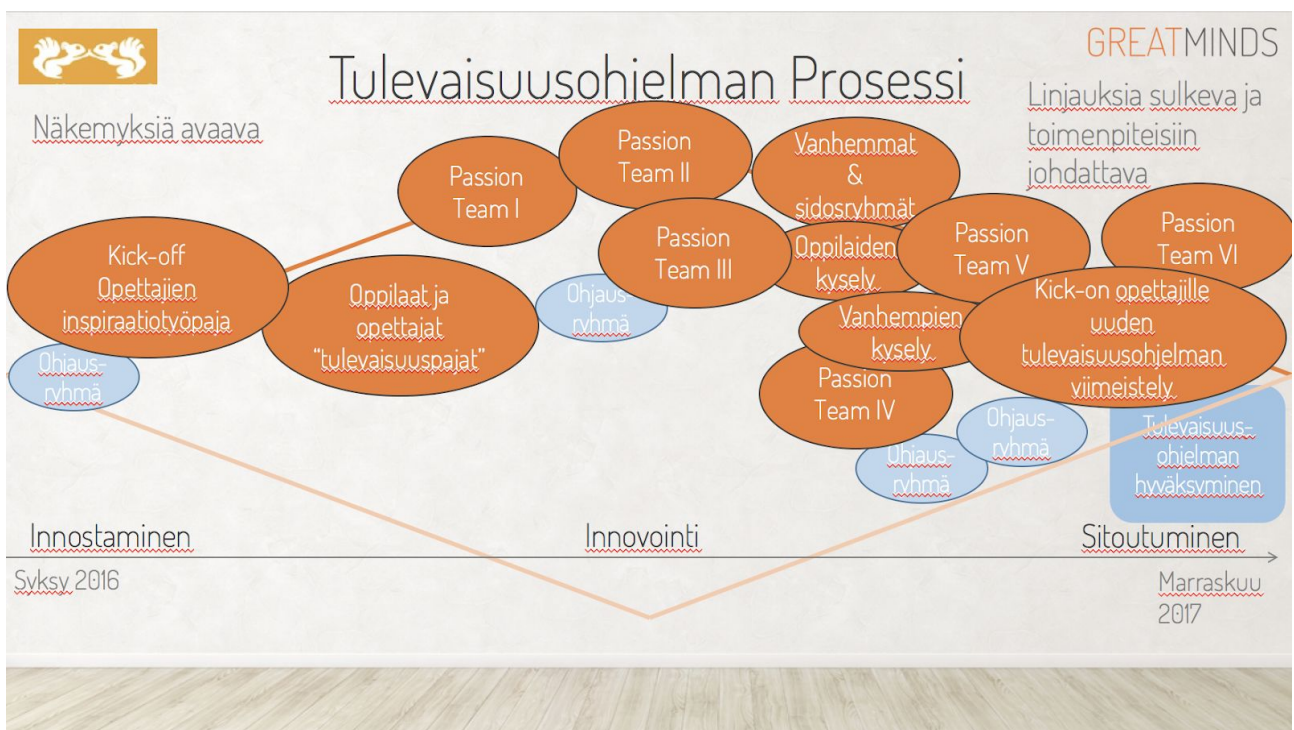 GREATMINDS
Tulevaisuusohjelman Prosessi
Näkemyksiä avaava
Linjauksia sulkeva ja
toimenpiteisiin
johdattava
Kick-off
Opettajien
inspiraatiotyöpaja
Ohjaus-
ryhmä
Oppilaat ja
opettajat
“tulevaisuuspajat”
Passion
Team I
Passion
Team II
Passion
Team III
Ohjaus-
ryhmä
Vanhemmat
&
sidosryhmät
Oppilaiden
kysely
Vanhempien
kysely
Passion
Team IV
Ohjaus-
ryhmä
Passion
Team V
Ohjaus-
ryhmä
Passion
Team VI
Kick-on opettajille
uuden
tulevaisuusohjelman
viimeistely
Tulevaisuus-
ohjelman
hyväksyminen
Innostaminen
Innovointi
Sitoutuminen
Syksy 2016
Marraskuu
2017